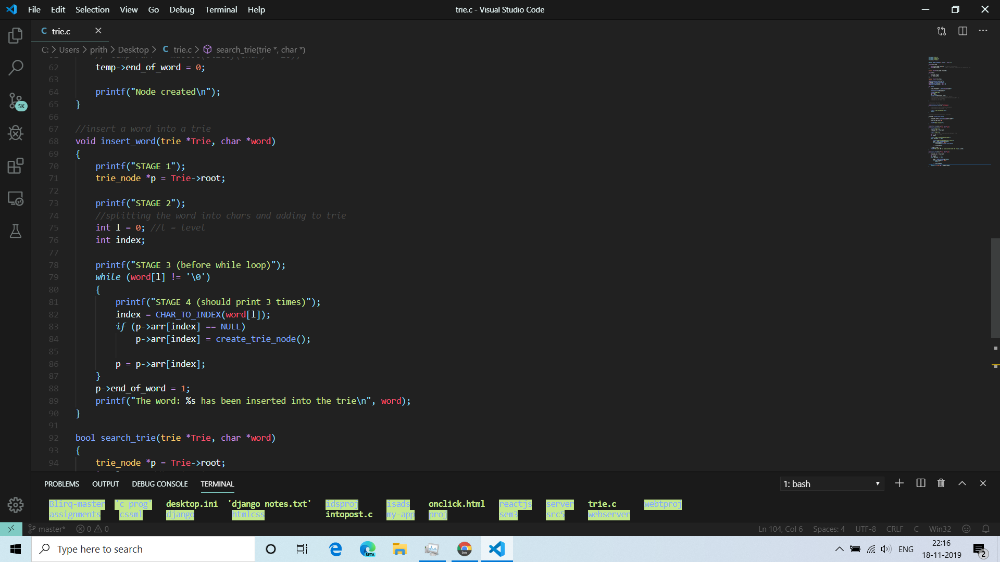 File Edit Selection View Go Debug Terminal Help
trie.c - Visual Studio Code
C trie.c
C: > Users > prith > Desktop > C trie.c > search_trie(trie *, char *)
62 temp->end_of_word = 0;
63
64 printf("Node created\n");
65 }
66
67 //insert a word into a trie
68 void insert_word(trie *Trie, char *word)
69 {
70 printf("STAGE 1");
71 trie_node *p = Trie->root;
72
73 printf("STAGE 2");
74 //splitting the word into chars and adding to trie
75 int l = 0; //l = level
76 int index;
77
78 printf("STAGE 3 (before while loop)");
79 while (word[l] != '\0')
80 {
81 printf("STAGE 4 (should print 3 times)");
82 index = CHAR_TO_INDEX(word[l]);
83 if (p->arr[index] == NULL)
84 p->arr[index] = create_trie_node();
85
86 p = p->arr[index];
87 }
88 p->end_of_word = 1;
89 printf("The word: %s has been inserted into the trie\n", word);
90 }
91
92 bool search_trie(trie *Trie, char *word)
93 {
94 trie_node *p = Trie->root;
5K
PROBLEMS OUTPUT DEBUG CONSOLE TERMINAL
1: bash
Blirq-master 'c prog' desktop.ini 'django notes.txt' idsproj isads onclick.html reactjs server trie.c webtproj
assignments cssml django htmlcss intopost.c my-app proj sem3 src5 webserver
master* 0 0
Ln 104, Col 6 Spaces: 4 UTF-8 CRLF C Win32
Type here to search
BETA
Beta
ENG
22:16
18-11-2019
2